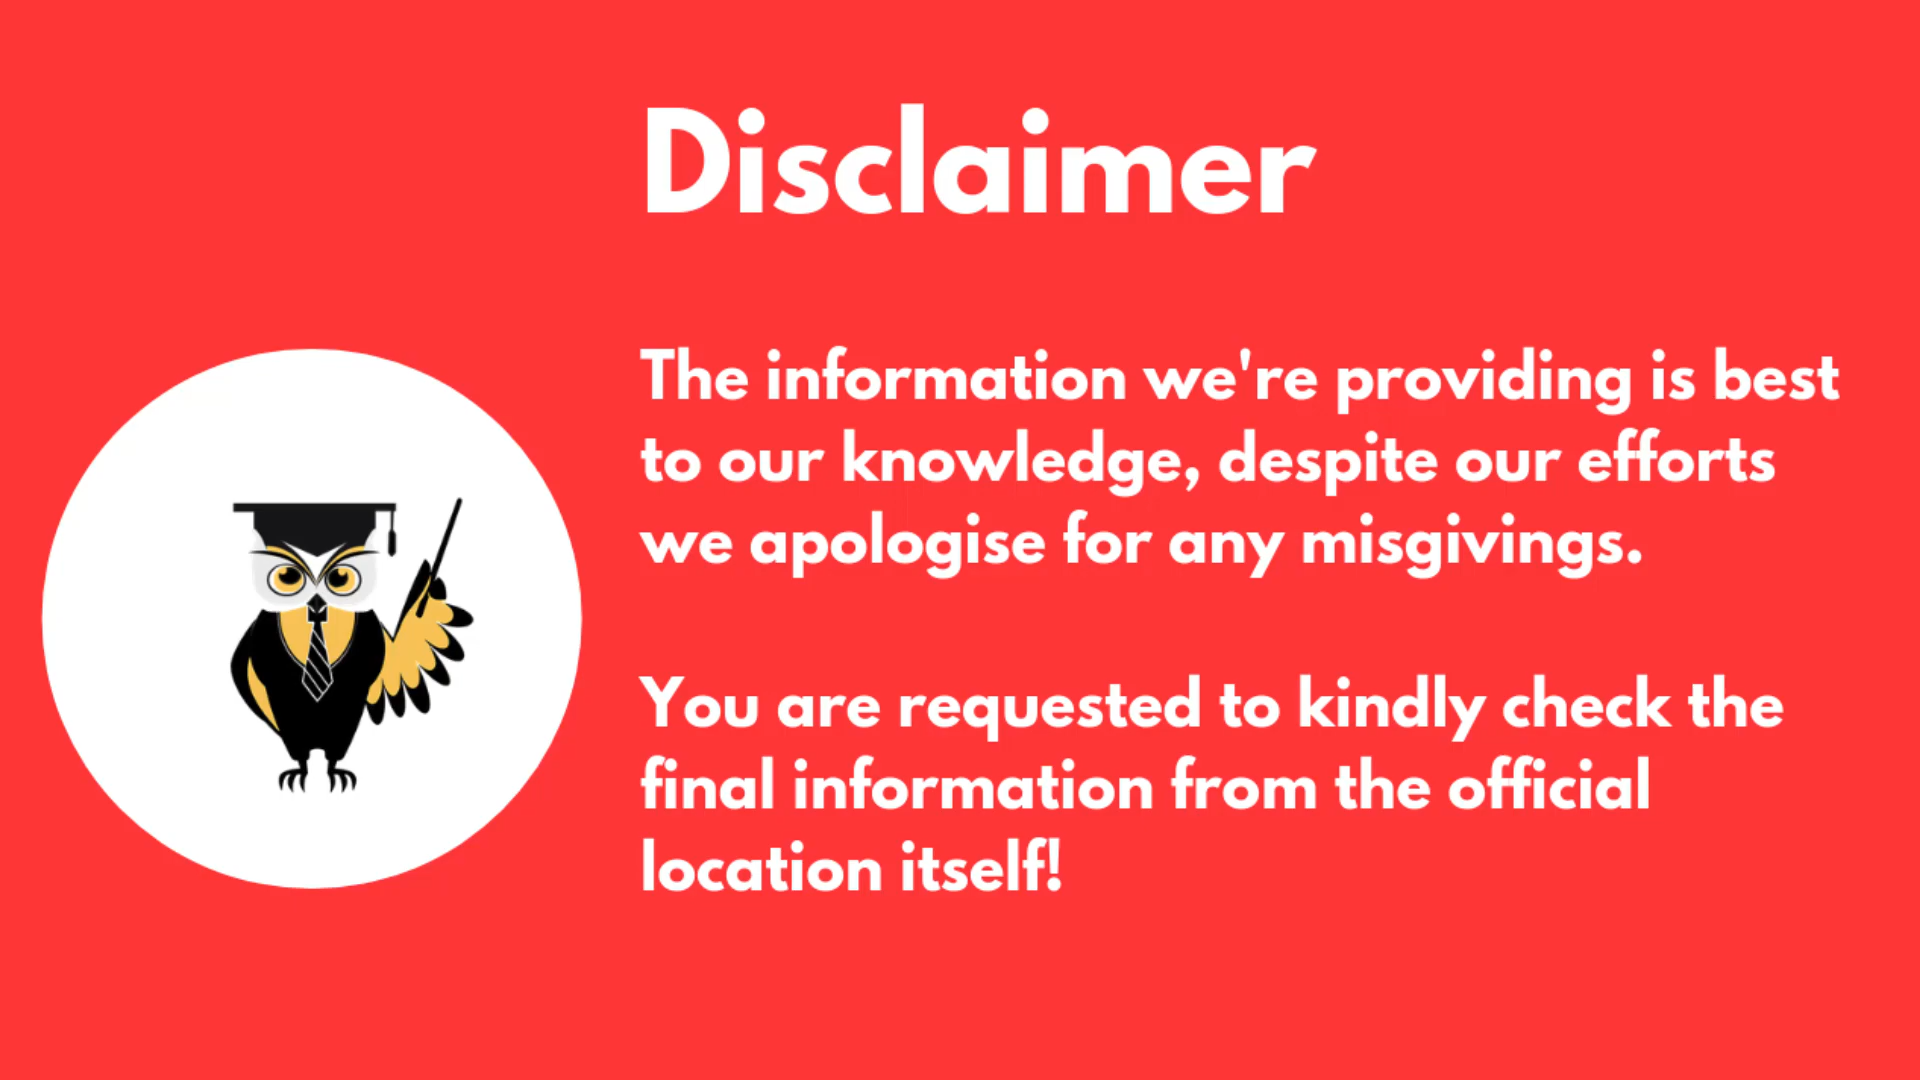 Disclaimer
The information we're providing is best
to our knowledge, despite our efforts
we apologise for any misgivings.
You are requested to kindly check the
final information from the official
location itself!